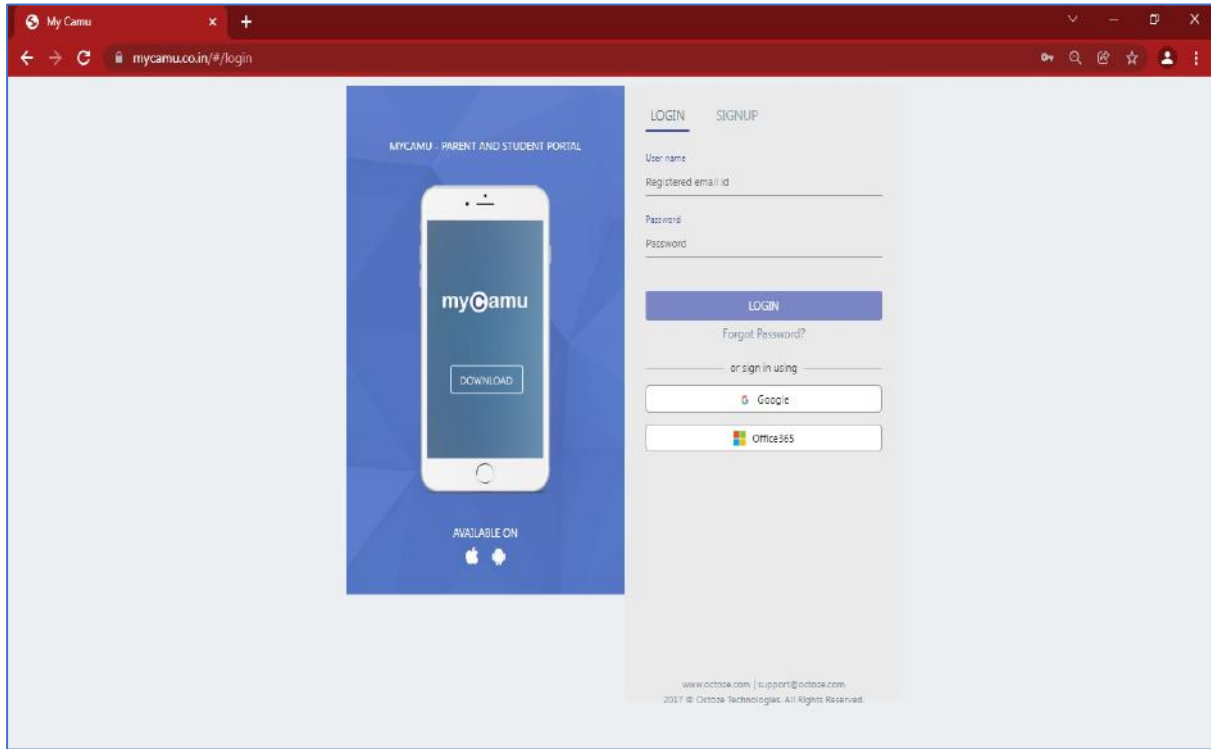 My Camu
mycamu.co.in/#/login
MYCAMU - PARENT AND STUDENT PORTAL
myCamu
DOWNLOAD
AVAILABLE ON
LOGIN SIGNUP
User name
Registered email id
Password
Password
LOGIN
Forgot Password?
or sign in using
G Google
Office365
www.octoze.com | support@octoze.com
2017 © Octoze Technologies. All Rights Reserved.